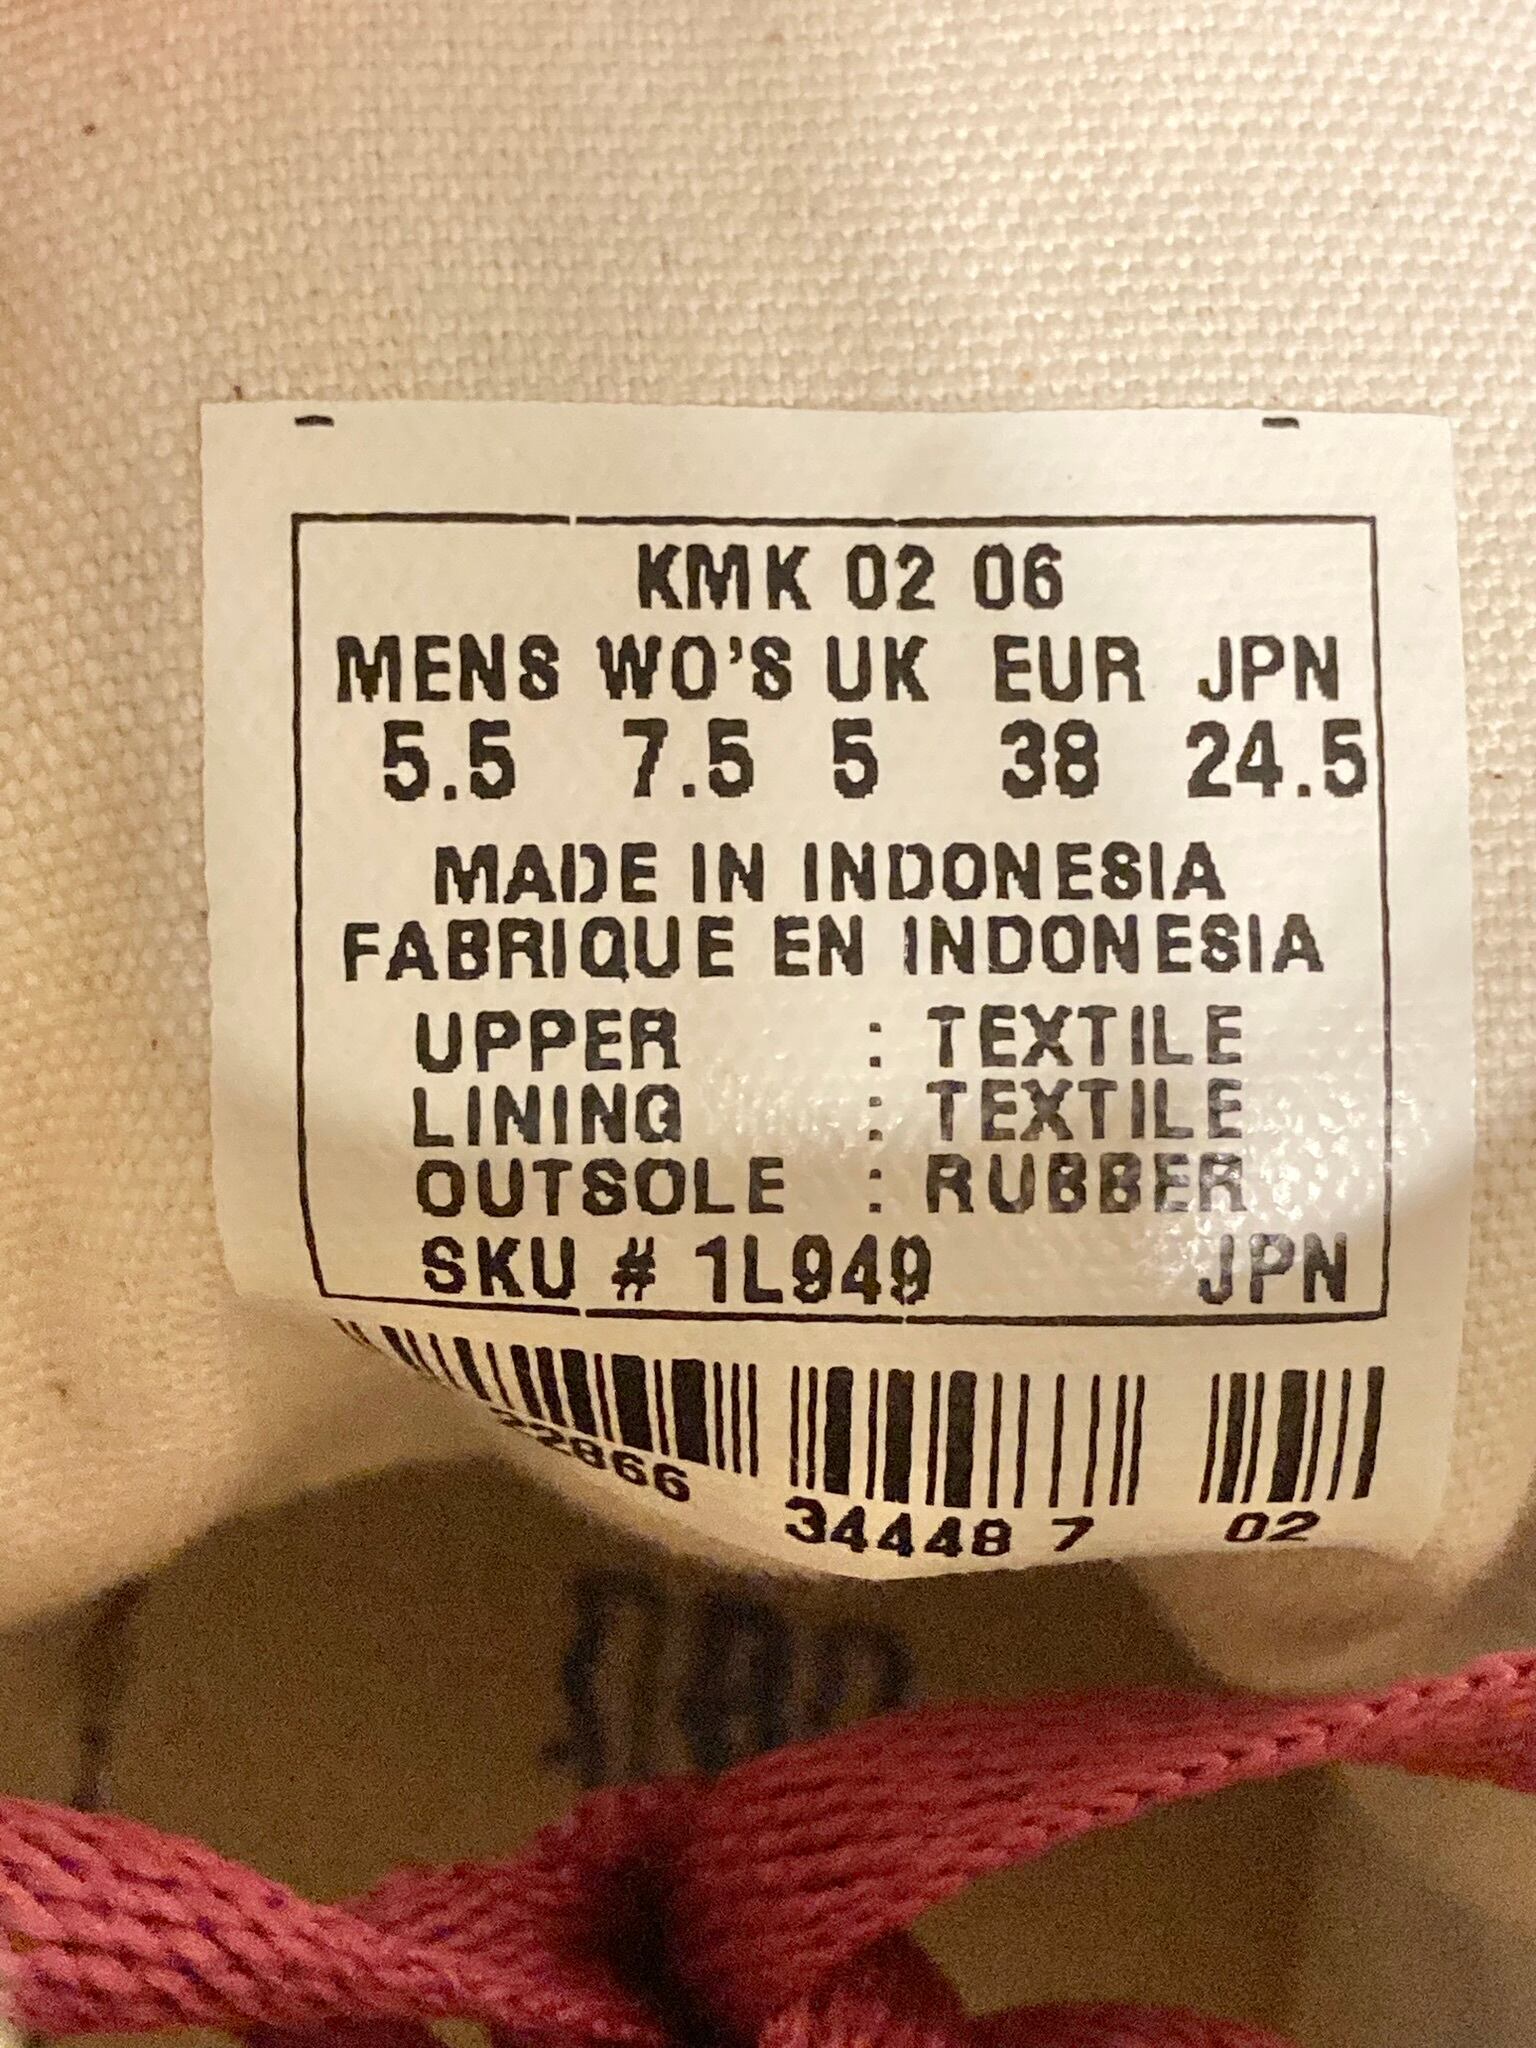 KMK 02 06
MENS WO'S UK EUR JPN
5.5 7.5 5 38 24.5
MADE IN INDONESIA
FABRIQUE EN INDONESIA
UPPER : TEXTILE
LINING : TEXTILE
OUTSOLE : RUBBER
SKU # 1L949 JPN
22866 34448 7 02